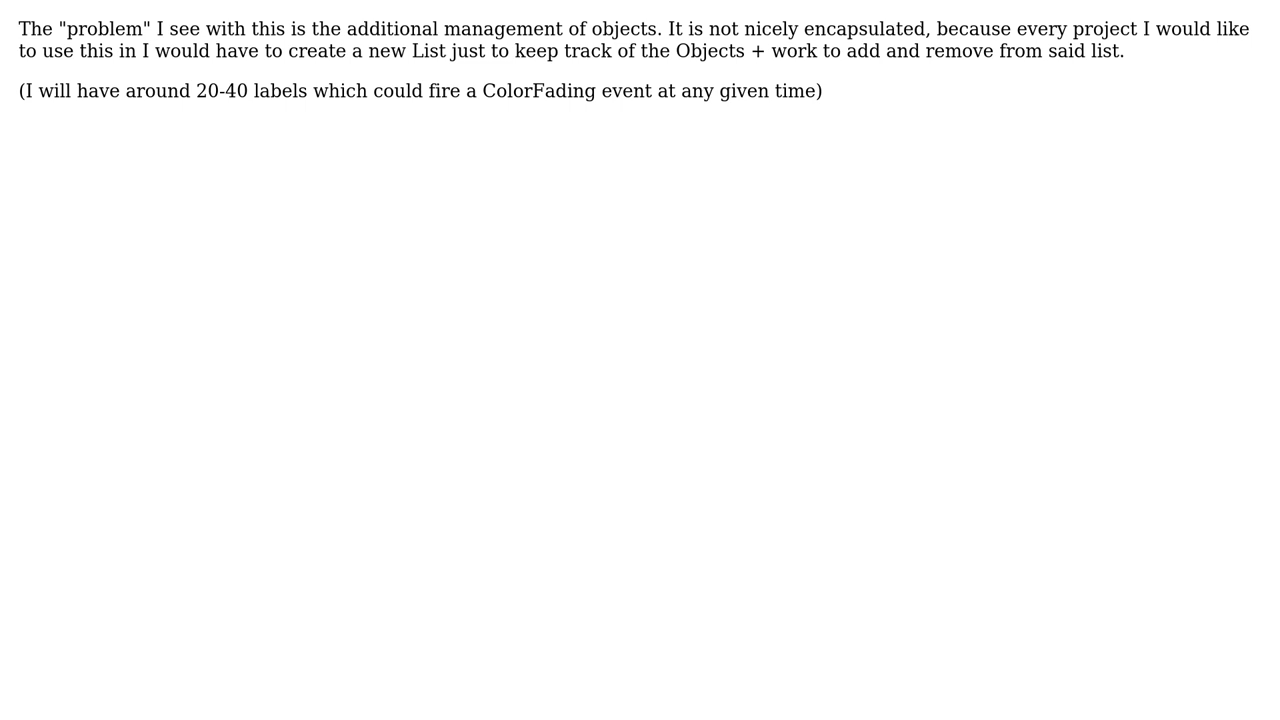 The "problem" I see with this is the additional management of objects. It is not nicely encapsulated, because every project I would like
to use this in I would have to create a new List just to keep track of the Objects + work to add and remove from said list.
(I will have around 20-40 labels which could fire a ColorFading event at any given time)